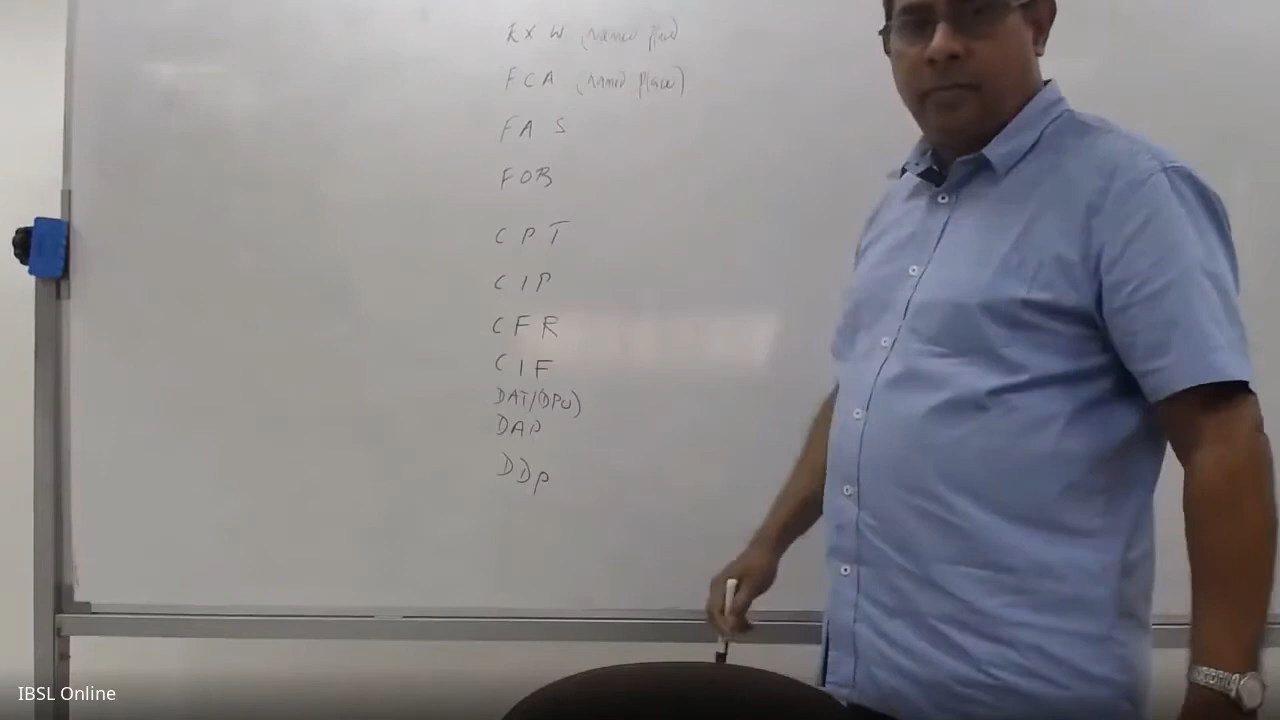 EXW (named place)
FCA (named place)
FAS
FOB
CPT
CIP
CFR
CIF
DAT/(DPU)
DAP
DDP
IBSL Online